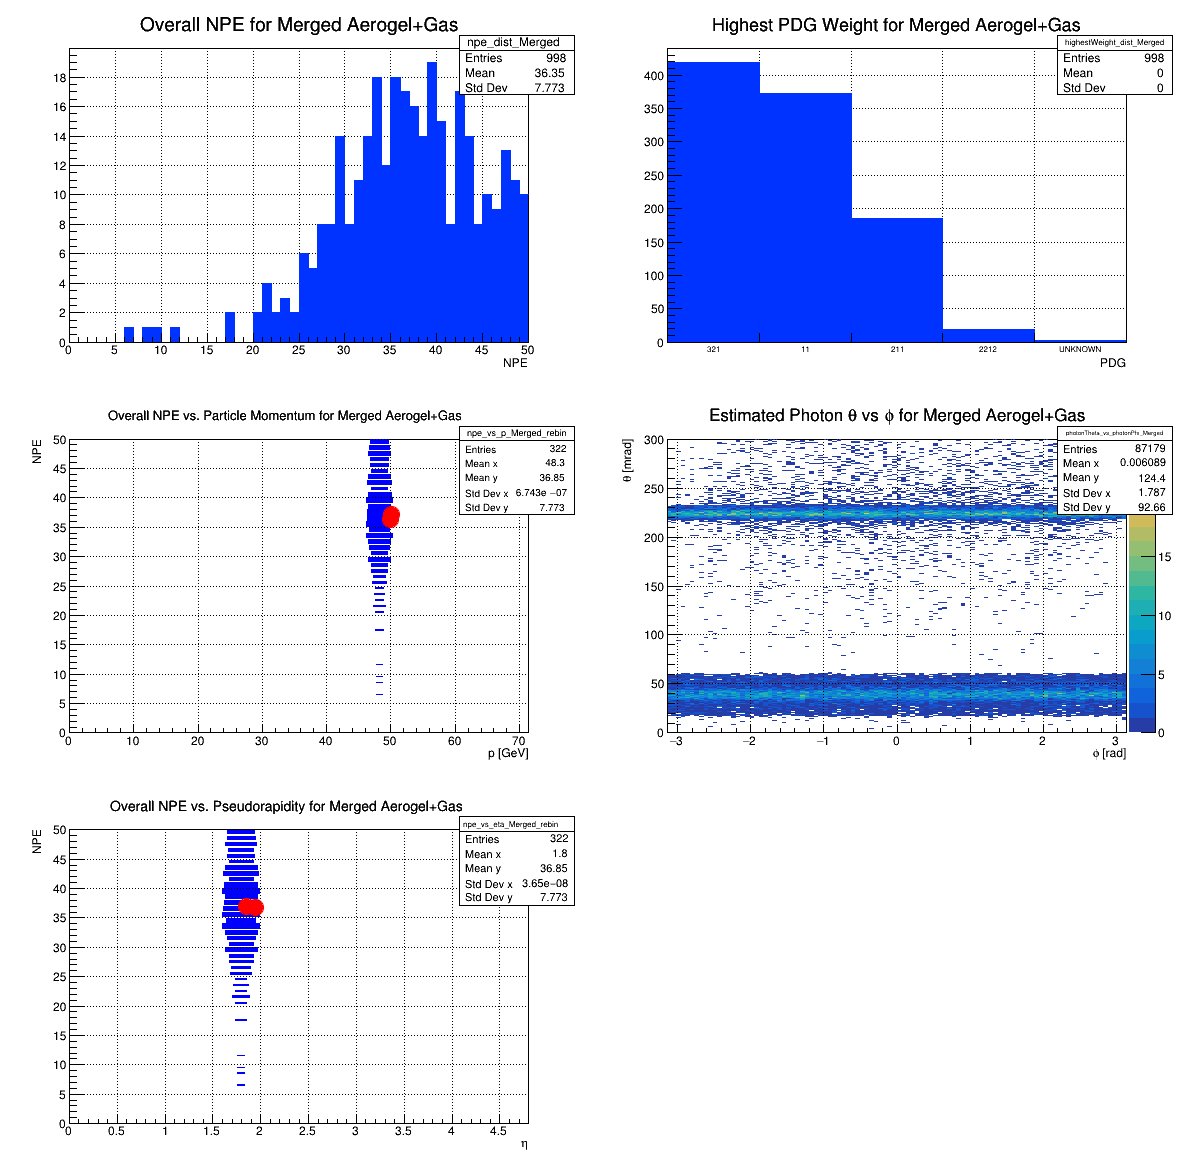 Overall NPE for Merged Aerogel+Gas
npe_dist_Merged
Entries 998
Mean 36.35
Std Dev 7.773
18
16
14
12
10
8
6
4
2
0
0 5 10 15 20 25 30 35 40 45 50
NPE
Highest PDG Weight for Merged Aerogel+Gas
highestWeight_dist_Merged
Entries 998
Mean 0
Std Dev 0
400
350
300
250
200
150
100
50
0
321 11 211 2212 UNKNOWN
PDG
Overall NPE vs. Particle Momentum for Merged Aerogel+Gas
NPE
npe_vs_p_Merged_rebin
Entries 322
Mean x 48.3
Mean y 36.85
Std Dev x 6.743e−07
Std Dev y 7.773
50
45
40
35
30
25
20
15
10
5
0
0 10 20 30 40 50 60 70
p [GeV]
Estimated Photon θ vs ϕ for Merged Aerogel+Gas
θ [mrad]
photonTheta_vs_photonPhi_Merged
Entries 87179
Mean x 0.006089
Mean y 124.4
Std Dev x 1.787
Std Dev y 92.66
300
250
200
150
100
50
0
−3 −2 −1 0 1 2 3
ϕ [rad]
15
10
5
0
Overall NPE vs. Pseudorapidity for Merged Aerogel+Gas
NPE
npe_vs_eta_Merged_rebin
Entries 322
Mean x 1.8
Mean y 36.85
Std Dev x 3.65e−08
Std Dev y 7.773
50
45
40
35
30
25
20
15
10
5
0
0 0.5 1 1.5 2 2.5 3 3.5 4 4.5
η